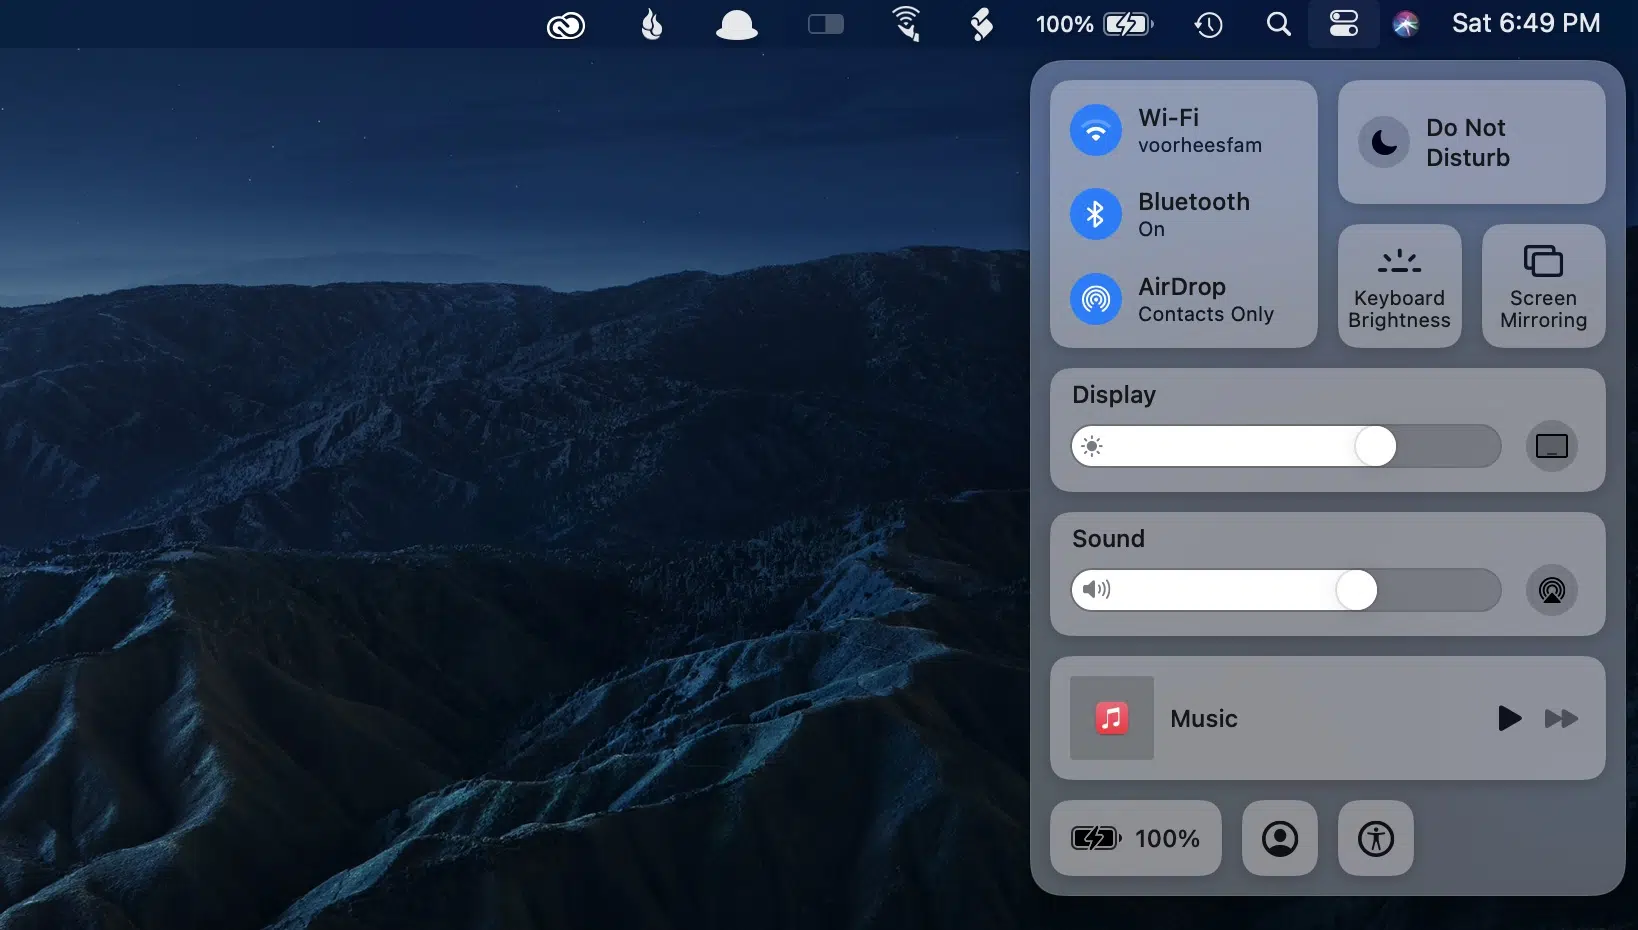 100%
Sat 6:49 PM
Wi-Fi
voorheesfam
Bluetooth
On
AirDrop
Contacts Only
Do Not
Disturb
Keyboard
Brightness
Screen
Mirroring
Display
Sound
Music
100%